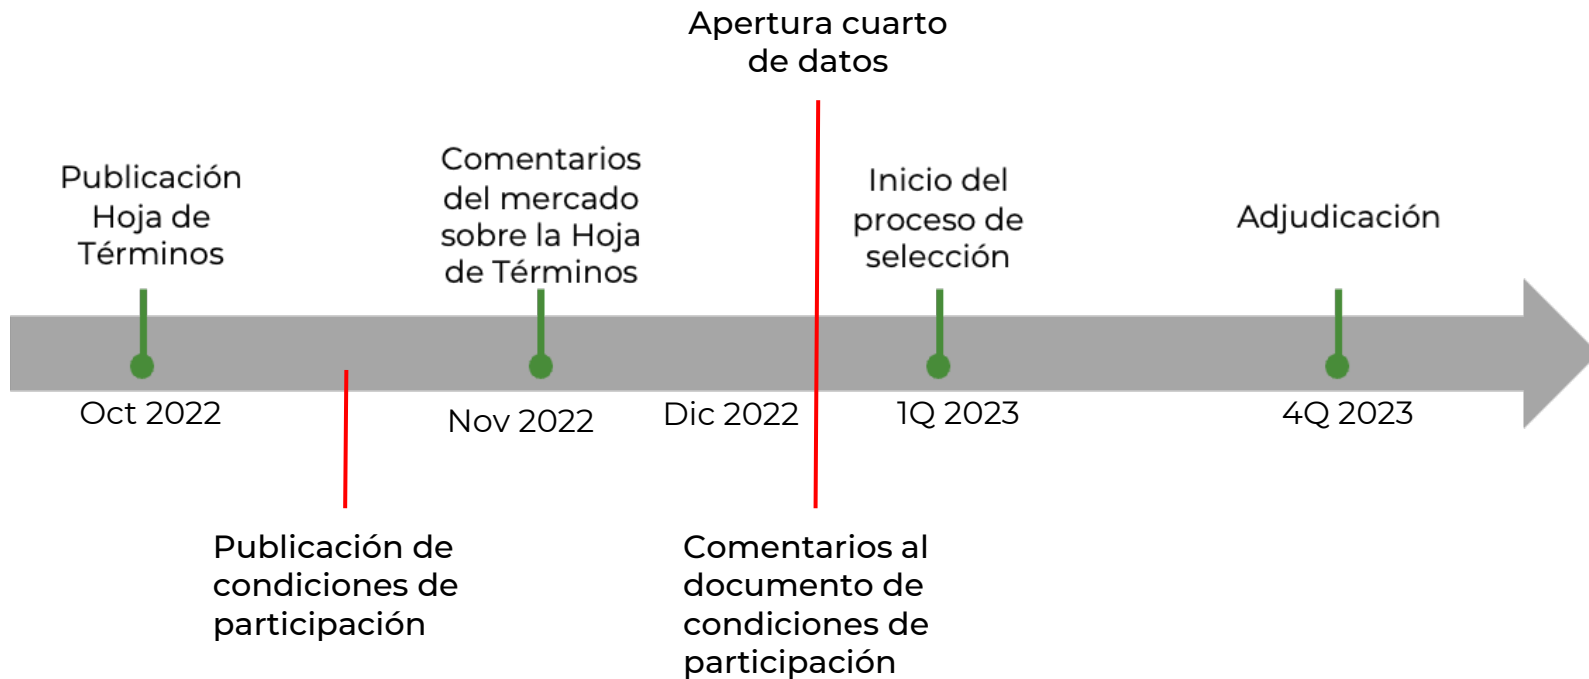 Apertura cuarto
de datos
Publicación
Hoja de
Términos
Comentarios
del mercado
sobre la Hoja
de Términos
Inicio del
proceso de
selección
Adjudicación
Oct 2022
Nov 2022
Dic 2022
1Q 2023
4Q 2023
Publicación de
condiciones de
participación
Comentarios al
documento de
condiciones de
participación